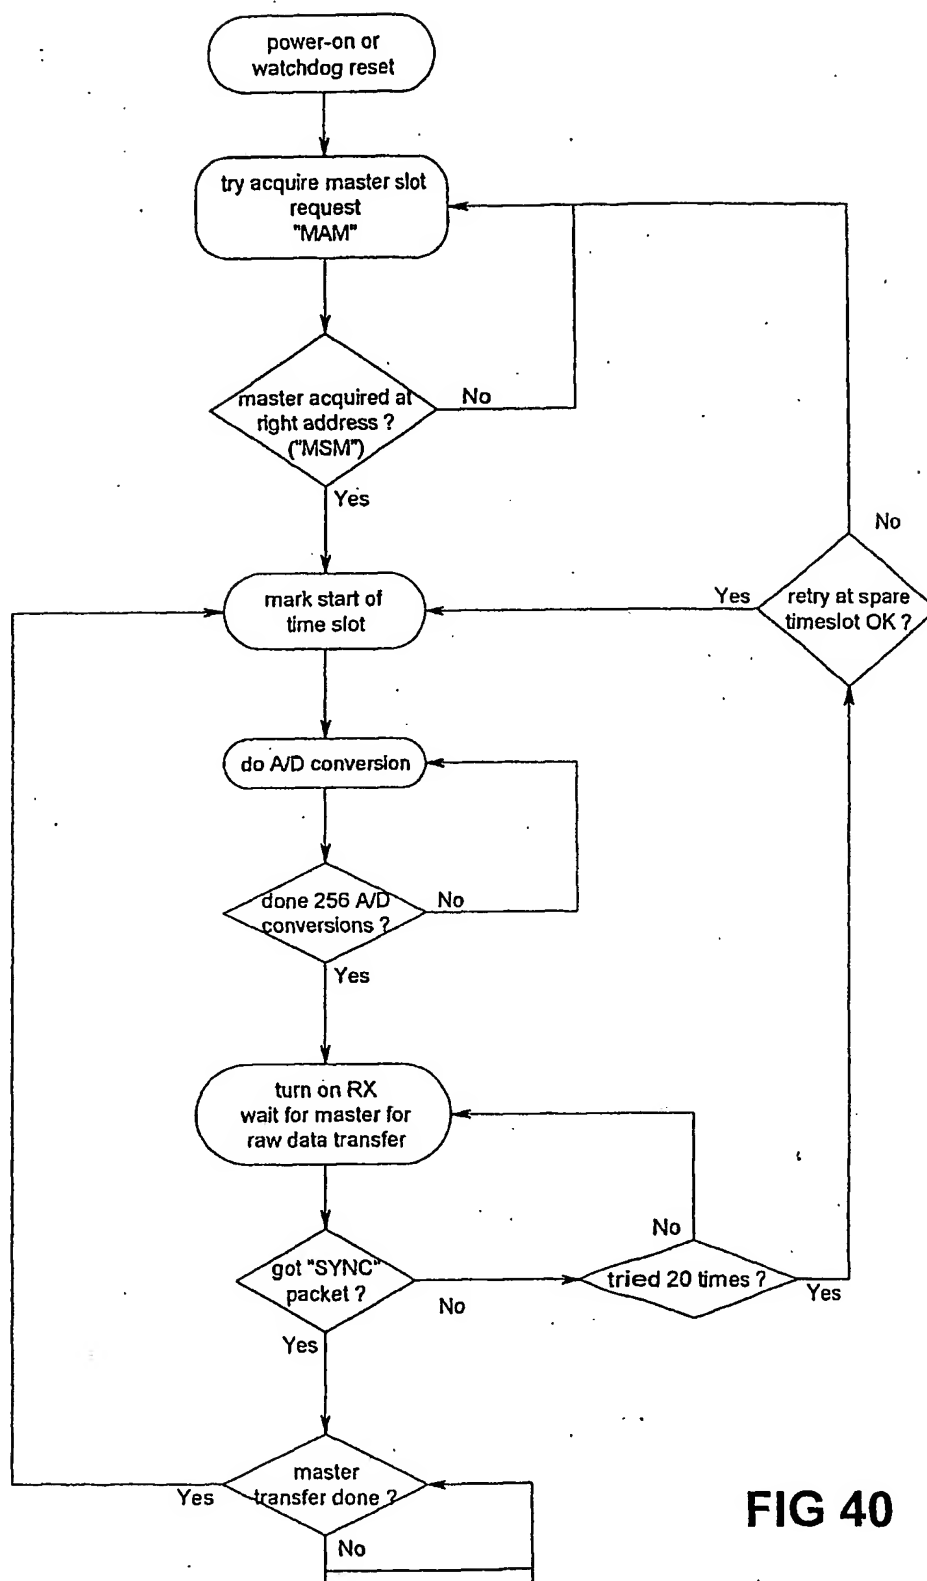 power-on or
watchdog reset
try acquire master slot
request
"MAM"
master acquired at
right address ?
("MSM")
No
Yes
No
mark start of
time slot
Yes
retry at spare
timeslot OK ?
do A/D conversion
done 256 A/D
conversions ?
No
Yes
turn on RX
wait for master for
raw data transfer
got "SYNC"
packet ?
No
Yes
No
tried 20 times ?
Yes
master
transfer done ?
Yes
No
FIG 40